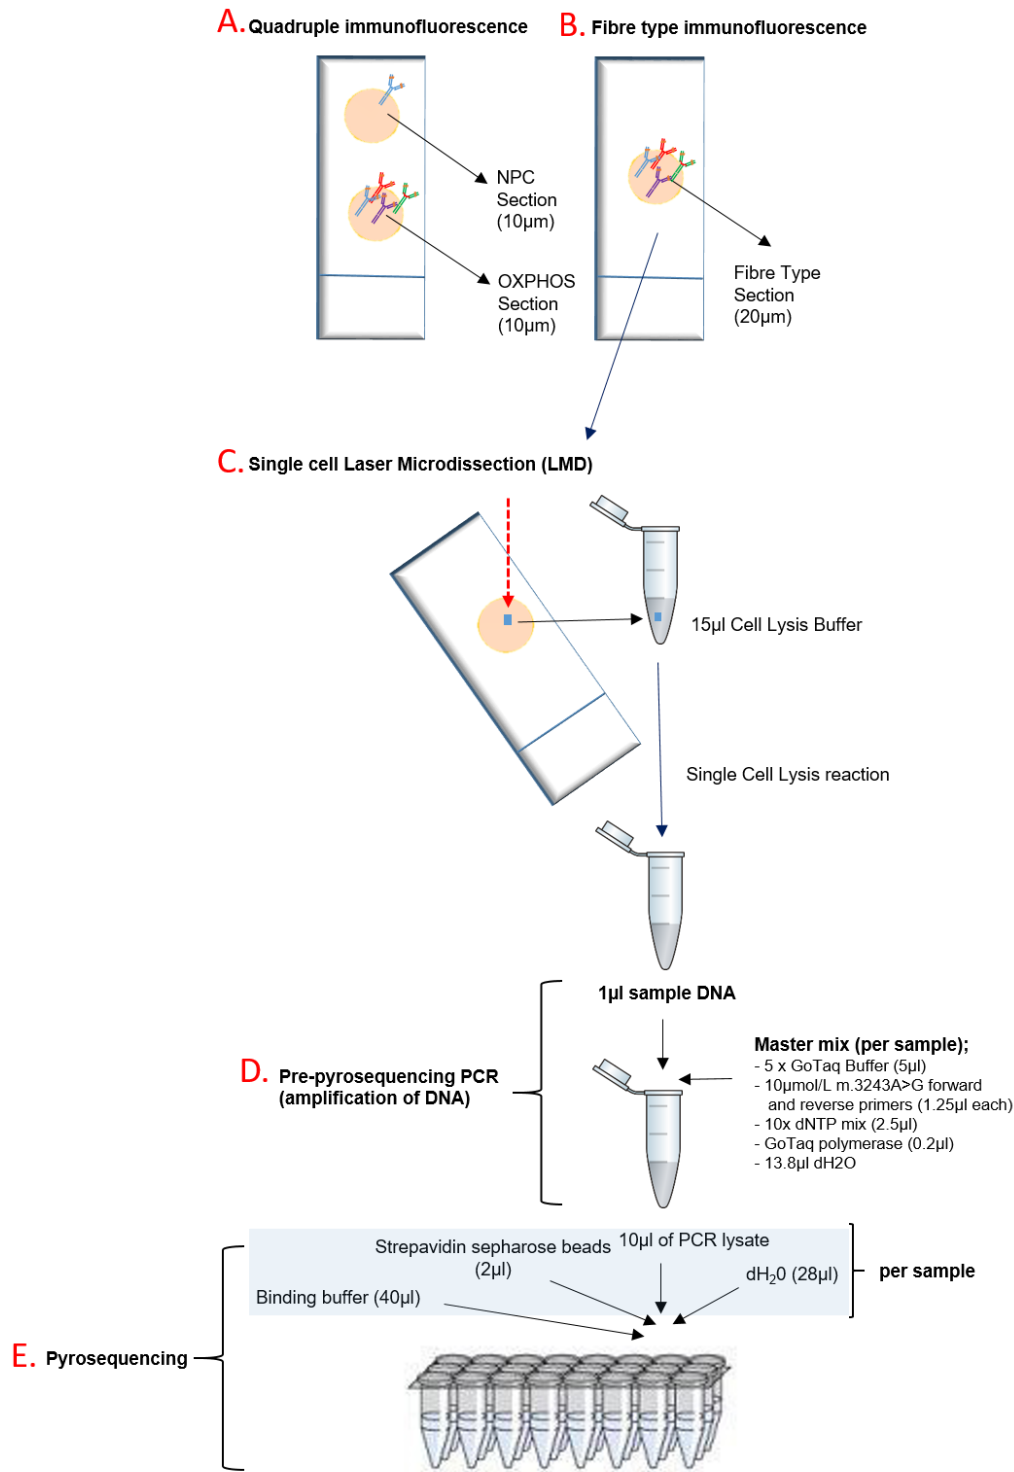 A. Quadruple immunofluorescence
B. Fibre type immunofluorescence
NPC
Section
(10µm)
OXPHOS
Section
(10µm)
Fibre Type
Section
(20µm)
C. Single cell Laser Microdissection (LMD)
15µl Cell Lysis Buffer
Single Cell Lysis reaction
1µl sample DNA
D. Pre-pyrosequencing PCR
(amplification of DNA)
Master mix (per sample);
- 5 x GoTaq Buffer (5µl)
- 10µmol/L m.3243A>G forward
and reverse primers (1.25µl each)
- 10x dNTP mix (2.5µl)
- GoTaq polymerase (0.2µl)
- 13.8µl dH2O
Strepavidin sepharose beads
(2µl)
10µl of PCR lysate
dH₂0 (28µl)
Binding buffer (40µl)
per sample
E. Pyrosequencing